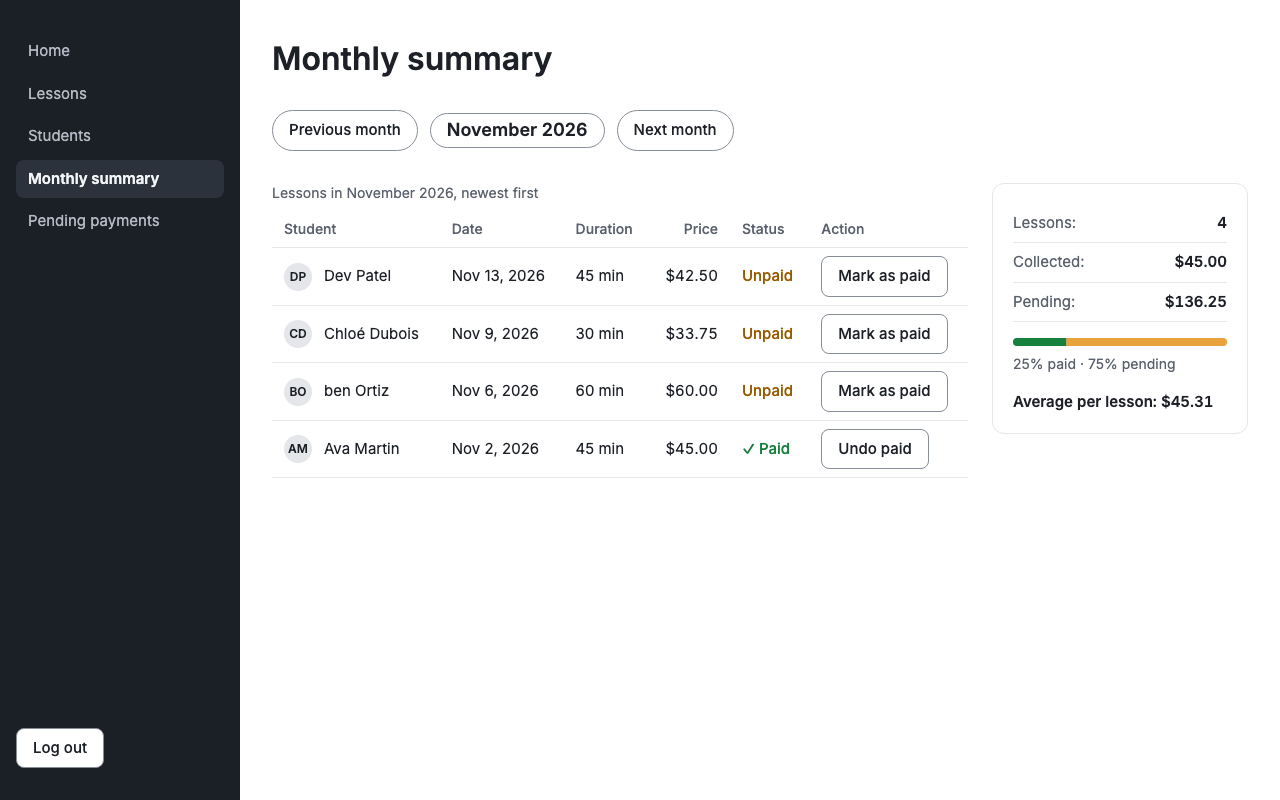 Home
Lessons
Students
Monthly summary
Pending payments
Log out
Monthly summary
Previous month November 2026 Next month
Lessons in November 2026, newest first
Student Date Duration Price Status Action
DP Dev Patel Nov 13, 2026 45 min $42.50 Unpaid Mark as paid
CD Chloé Dubois Nov 9, 2026 30 min $33.75 Unpaid Mark as paid
BO ben Ortiz Nov 6, 2026 60 min $60.00 Unpaid Mark as paid
AM Ava Martin Nov 2, 2026 45 min $45.00 ✓ Paid Undo paid
Lessons: 4
Collected: $45.00
Pending: $136.25
25% paid · 75% pending
Average per lesson: $45.31